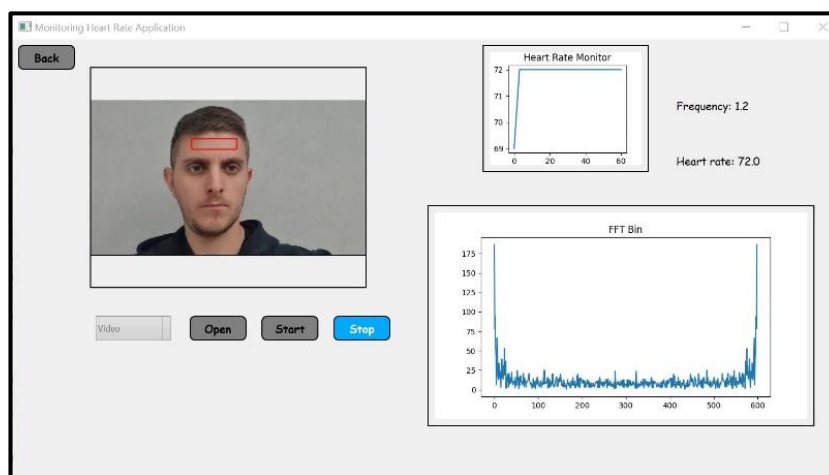 Monitoring Heart Rate Application
Back
Heart Rate Monitor
72
71
70
69
0 20 40 60
Frequency: 1.2
Heart rate: 72.0
FFT Bin
175
150
125
100
75
50
25
0
0 100 200 300 400 500 600
Video
Open
Start
Stop